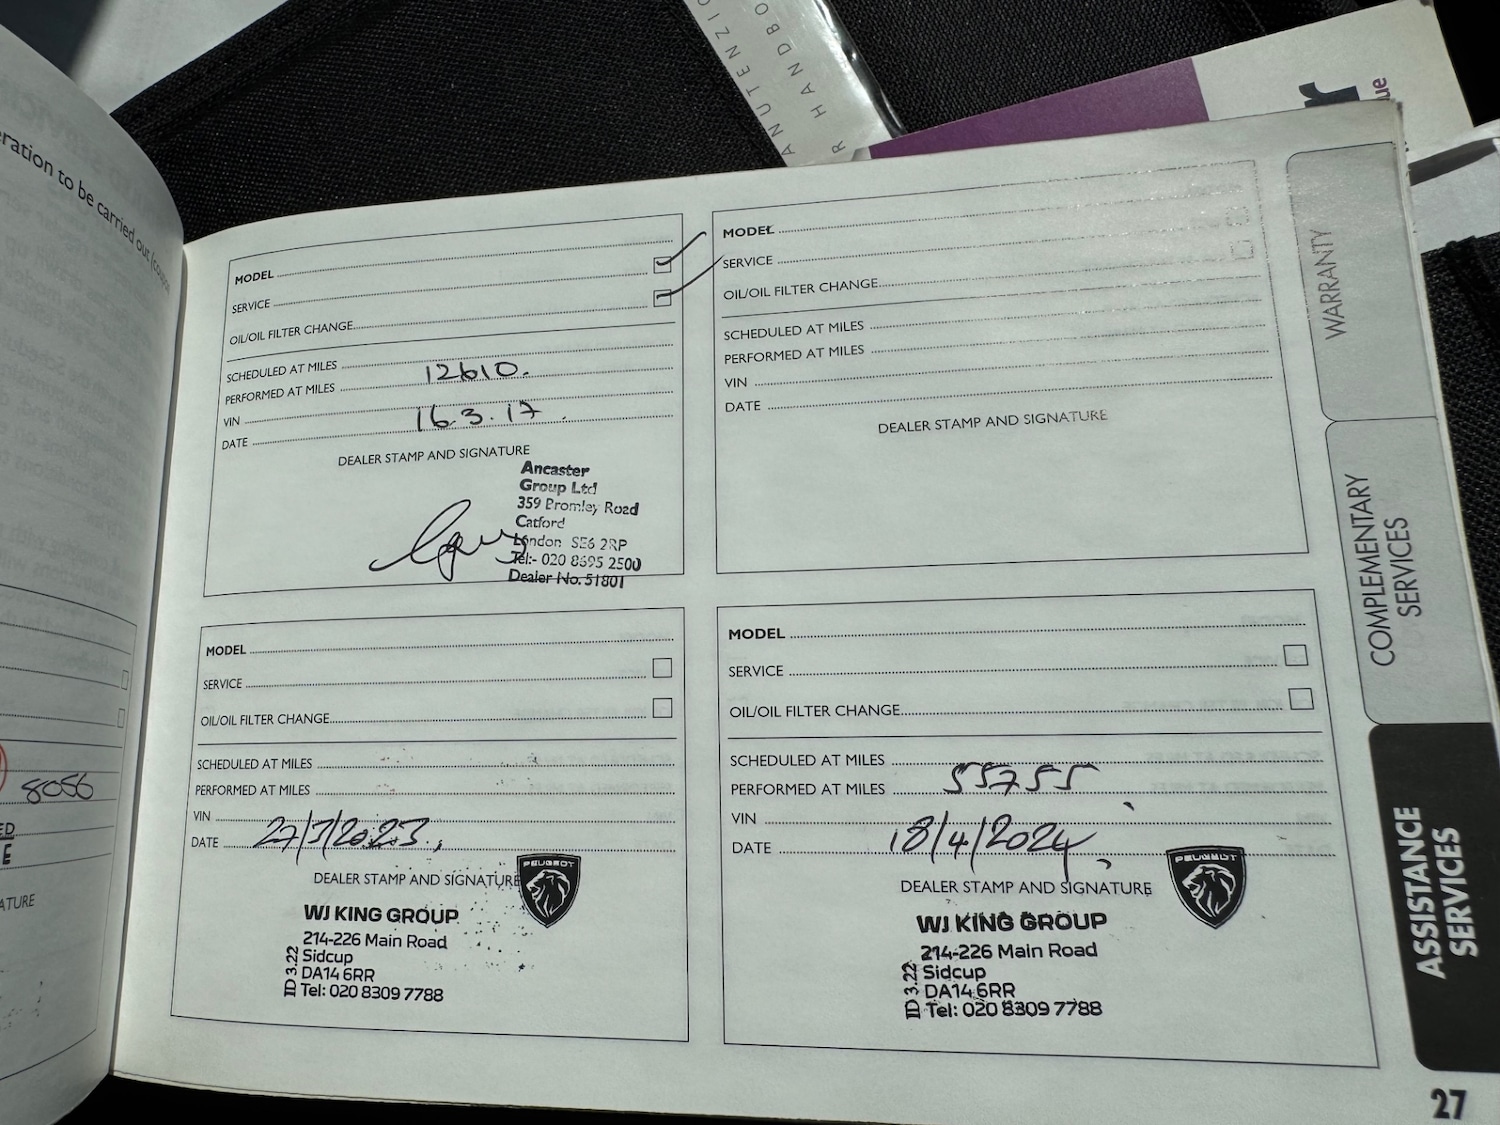 eration to be carried out (coupon
8056
ED
E
ATURE
ANUTENZIO
R HANDBO
r
ue
MODEL
SERVICE
OIL/OIL FILTER CHANGE
SCHEDULED AT MILES
PERFORMED AT MILES 12610.
VIN
DATE 16.3.17
DEALER STAMP AND SIGNATURE
Ancaster
Group Ltd
359 Bromley Road
Catford
London SE6 2RP
Tel:- 020 8695 2500
Dealer No. 51801
MODEL
SERVICE
OIL/OIL FILTER CHANGE
SCHEDULED AT MILES
PERFORMED AT MILES
VIN
DATE
DEALER STAMP AND SIGNATURE
MODEL
SERVICE
OIL/OIL FILTER CHANGE
SCHEDULED AT MILES
PERFORMED AT MILES
VIN
DATE 27/3/2023
DEALER STAMP AND SIGNATURE
PEUGEOT
WJ KING GROUP
214-226 Main Road
Sidcup
DA14 6RR
Tel: 020 8309 7788
ID 3.22
MODEL
SERVICE
OIL/OIL FILTER CHANGE
SCHEDULED AT MILES
PERFORMED AT MILES 55755
VIN
DATE 18/4/2024
DEALER STAMP AND SIGNATURE
PEUGEOT
WJ KING GROUP
214-226 Main Road
Sidcup
DA14 6RR
Tel: 020 8309 7788
ID 3.22
WARRANTY
COMPLEMENTARY
SERVICES
ASSISTANCE
SERVICES
27